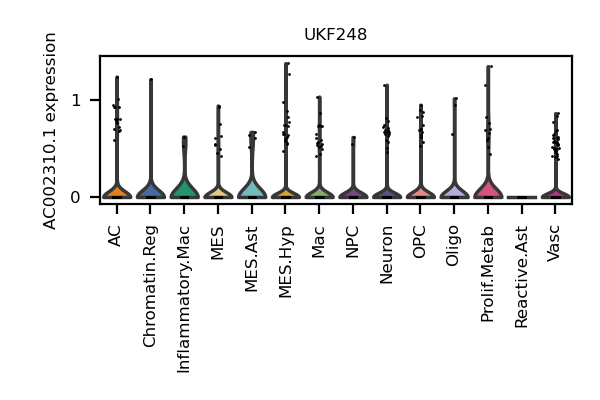 UKF248
AC002310.1 expression
1
0
AC
Chromatin.Reg
Inflammatory.Mac
MES
MES.Ast
MES.Hyp
Mac
NPC
Neuron
OPC
Oligo
Prolif.Metab
Reactive.Ast
Vasc